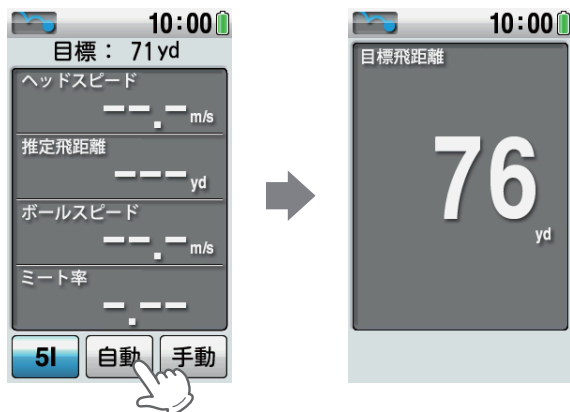 10:00
目標： 71yd
ヘッドスピード
--.- m/s
推定飛距離
--- yd
ボールスピード
--.- m/s
ミート率
-.--
5I 自動 手動
10:00
目標飛距離
76
yd